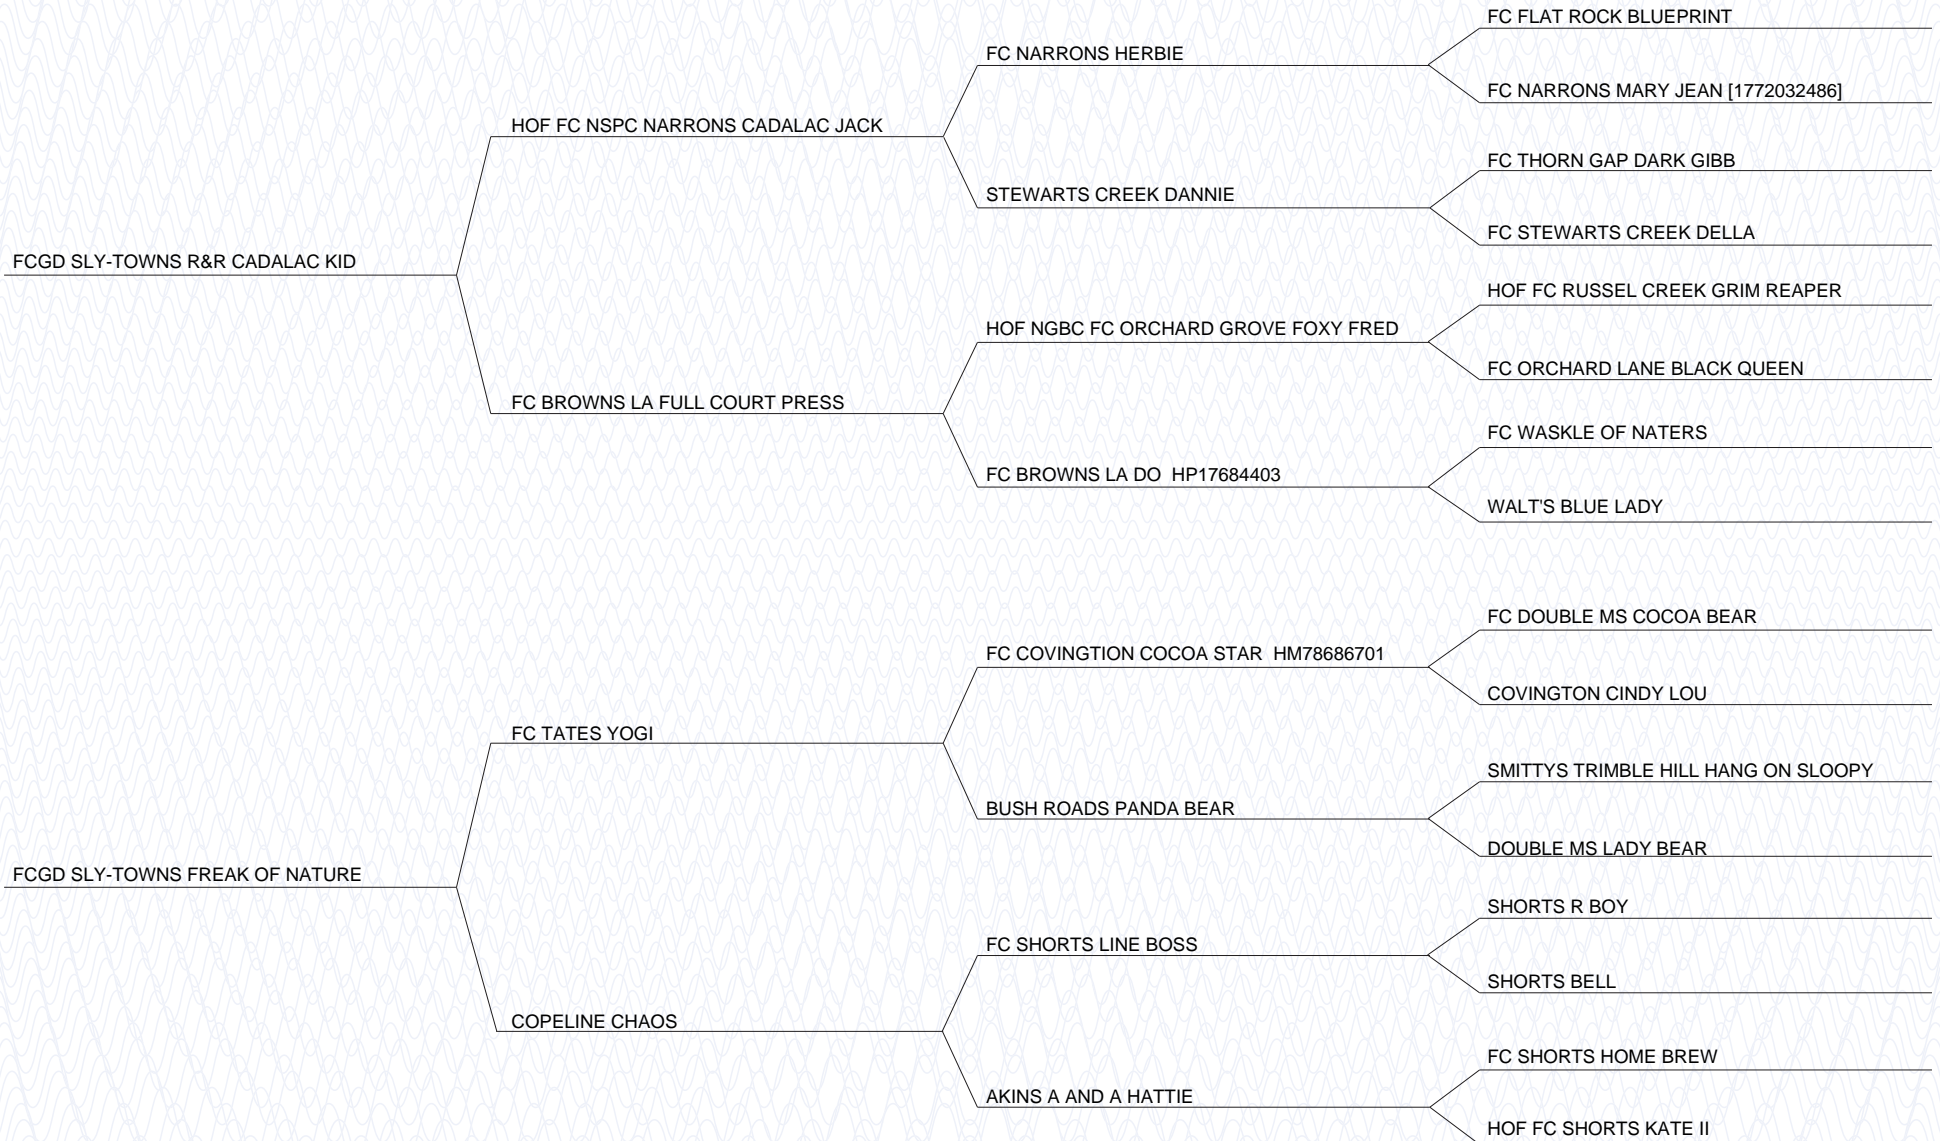 FC FLAT ROCK BLUEPRINT
FC NARRONS HERBIE
FC NARRONS MARY JEAN [1772032486]
HOF FC NSPC NARRONS CADALAC JACK
FC THORN GAP DARK GIBB
STEWARTS CREEK DANNIE
FC STEWARTS CREEK DELLA
FCGD SLY-TOWNS R&R CADALAC KID
HOF FC RUSSEL CREEK GRIM REAPER
HOF NGBC FC ORCHARD GROVE FOXY FRED
FC ORCHARD LANE BLACK QUEEN
FC BROWNS LA FULL COURT PRESS
FC WASKLE OF NATERS
FC BROWNS LA DO  HP17684403
WALT'S BLUE LADY
FC DOUBLE MS COCOA BEAR
FC COVINGTION COCOA STAR  HM78686701
COVINGTON CINDY LOU
FC TATES YOGI
SMITTYS TRIMBLE HILL HANG ON SLOOPY
BUSH ROADS PANDA BEAR
DOUBLE MS LADY BEAR
FCGD SLY-TOWNS FREAK OF NATURE
SHORTS R BOY
FC SHORTS LINE BOSS
SHORTS BELL
COPELINE CHAOS
FC SHORTS HOME BREW
AKINS A AND A HATTIE
HOF FC SHORTS KATE II